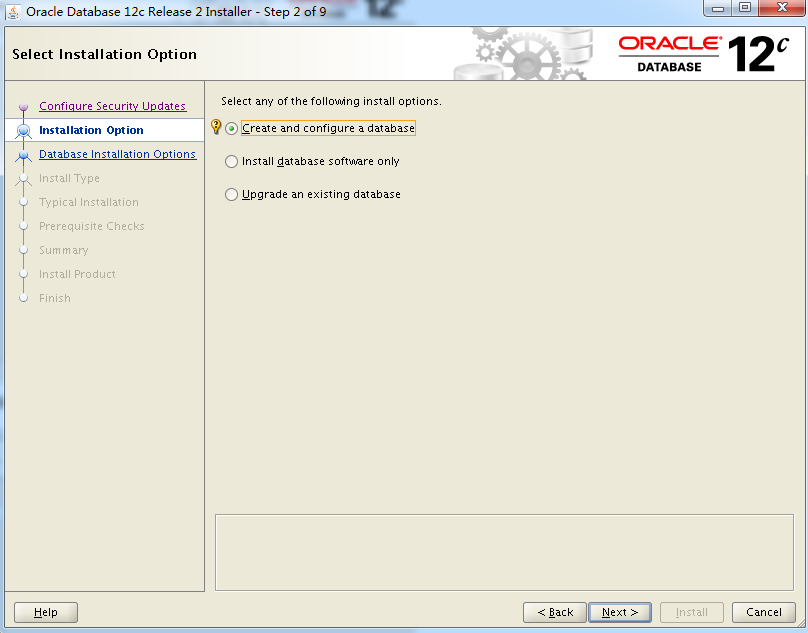 Oracle Database 12c Release 2 Installer - Step 2 of 9
Select Installation Option
ORACLE®
DATABASE
12c
Configure Security Updates
Installation Option
Database Installation Options
Install Type
Typical Installation
Prerequisite Checks
Summary
Install Product
Finish
Select any of the following install options.
Create and configure a database
Install database software only
Upgrade an existing database
Help
< Back
Next >
Install
Cancel